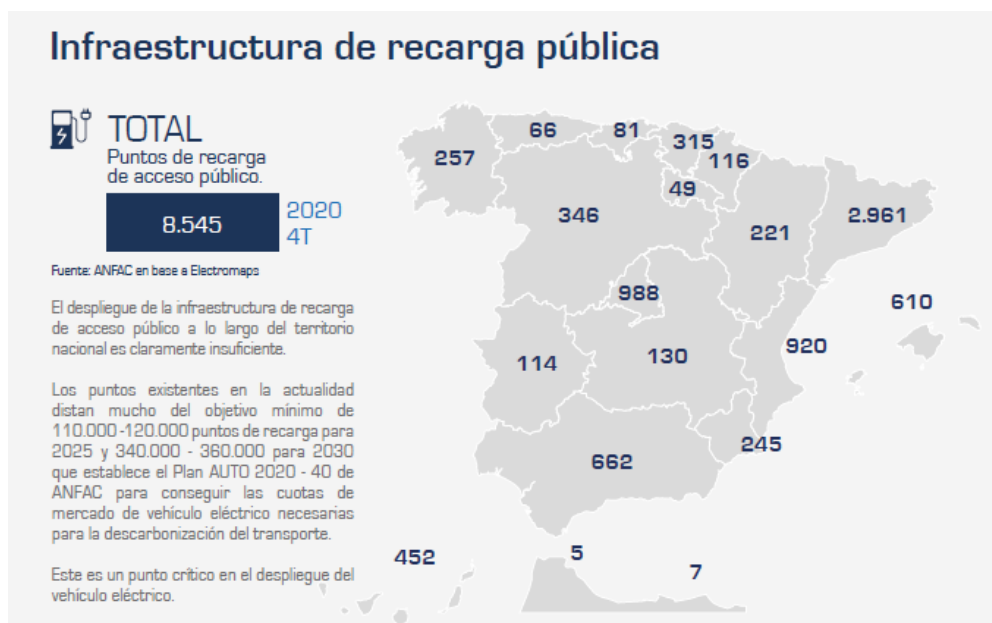 Infraestructura de recarga pública
TOTAL
Puntos de recarga
de acceso público.
8.545
2020
4T
Fuente: ANFAC en base a Electromaps
El despliegue de la infraestructura de recarga
de acceso público a lo largo del territorio
nacional es claramente insuficiente.
Los puntos existentes en la actualidad
distan mucho del objetivo mínimo de
110.000 -120.000 puntos de recarga para
2025 y 340.000 - 360.000 para 2030
que establece el Plan AUTO 2020 - 40 de
ANFAC para conseguir las cuotas de
mercado de vehículo eléctrico necesarias
para la descarbonización del transporte.
Este es un punto crítico en el despliegue del
vehículo eléctrico.
66
81
315
257
116
49
346
2.961
221
988
610
920
114
130
245
662
452
5
7